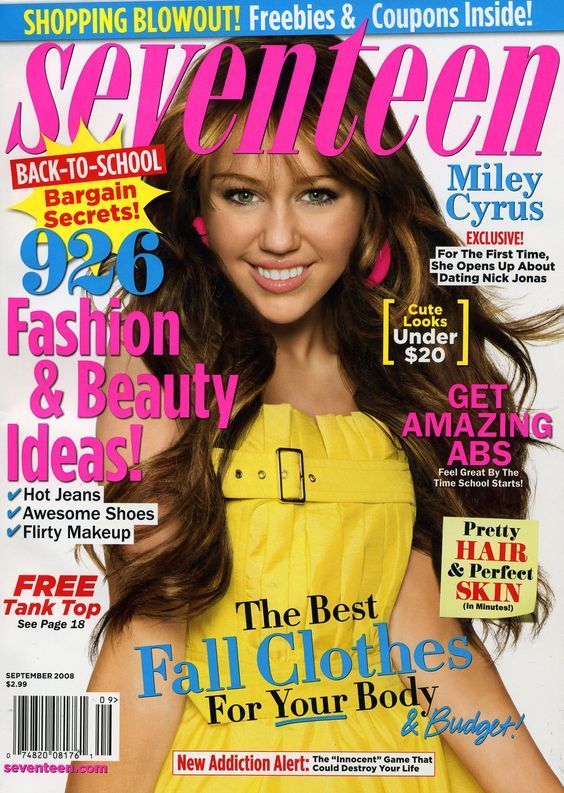 SHOPPING BLOWOUT! Freebies & Coupons Inside!
seventeen
BACK-TO-SCHOOL
Bargain
Secrets!
926
Fashion
& Beauty
Ideas!
✔Hot Jeans
✔Awesome Shoes
✔Flirty Makeup
FREE
Tank Top
See Page 18
SEPTEMBER 2008
$2.99
09>
0 74820 08176 1
seventeen.com
Miley
Cyrus
EXCLUSIVE!
For The First Time,
She Opens Up About
Dating Nick Jonas
[Cute
Looks
Under
$20]
GET
AMAZING
ABS
Feel Great By The
Time School Starts!
Pretty
HAIR
& Perfect
SKIN
(In Minutes!)
The Best
Fall Clothes
For Your Body
& Budget!
New Addiction Alert: The "Innocent" Game That
Could Destroy Your Life